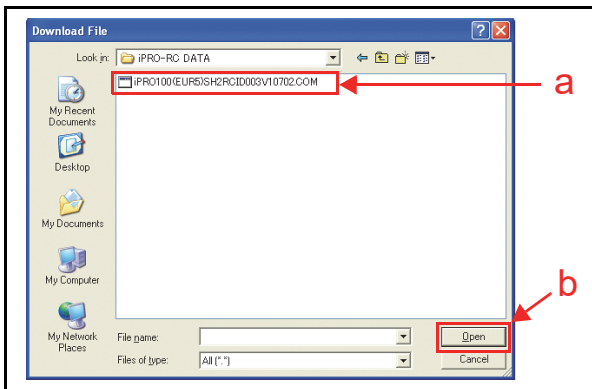 Download File
Look in: iPRO-RC DATA
iPRO100(EUR5)SH2RCID003V10702.COM
a
My Recent
Documents
Desktop
My Documents
My Computer
b
My Network
Places
File name:
Open
Files of type: All (*.*)
Cancel